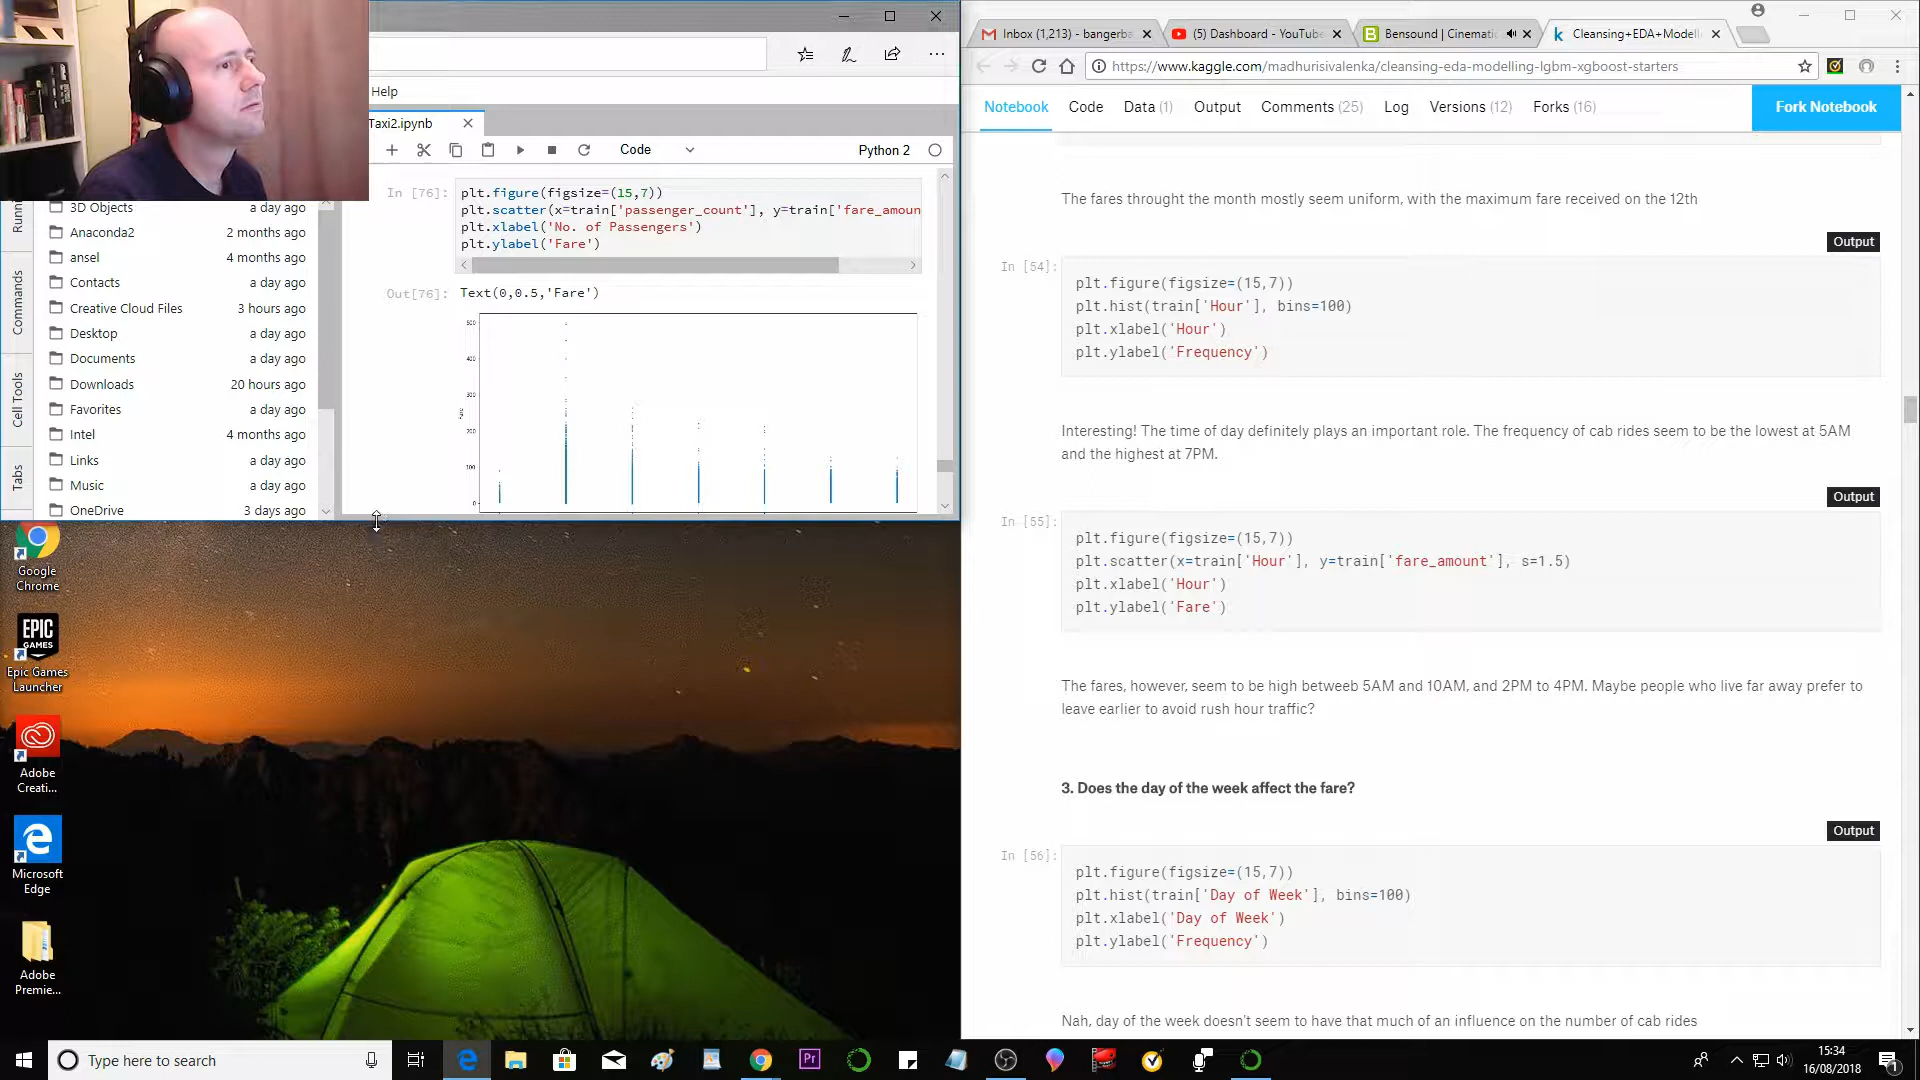 Help
Taxi2.ipynb
Code
Python 2
In [76]:
plt.figure(figsize=(15,7))
plt.scatter(x=train['passenger_count'], y=train['fare_amoun
plt.xlabel('No. of Passengers')
plt.ylabel('Fare')
Out[76]:
Text(0,0.5,'Fare')
500
400
300
200
100
0
Fare
Commands
Cell Tools
Tabs
3D Objects a day ago
Anaconda2 2 months ago
ansel 4 months ago
Contacts a day ago
Creative Cloud Files 3 hours ago
Desktop a day ago
Documents a day ago
Downloads 20 hours ago
Favorites a day ago
Intel 4 months ago
Links a day ago
Music a day ago
OneDrive 3 days ago
Google
Chrome
EPIC
GAMES
Epic Games
Launcher
Adobe
Creati...
Microsoft
Edge
Adobe
Premie...
Inbox (1,213) - bangerba
(5) Dashboard - YouTube
Bensound | Cinematic
Cleansing+EDA+Modelli
https://www.kaggle.com/madhurisivalenka/cleansing-eda-modelling-lgbm-xgboost-starters
Notebook Code Data (1) Output Comments (25) Log Versions (12) Forks (16) Fork Notebook
The fares throught the month mostly seem uniform, with the maximum fare received on the 12th
Output
In [54]:
plt.figure(figsize=(15,7))
plt.hist(train['Hour'], bins=100)
plt.xlabel('Hour')
plt.ylabel('Frequency')
Interesting! The time of day definitely plays an important role. The frequency of cab rides seem to be the lowest at 5AM
and the highest at 7PM.
Output
In [55]:
plt.figure(figsize=(15,7))
plt.scatter(x=train['Hour'], y=train['fare_amount'], s=1.5)
plt.xlabel('Hour')
plt.ylabel('Fare')
The fares, however, seem to be high betweeb 5AM and 10AM, and 2PM to 4PM. Maybe people who live far away prefer to
leave earlier to avoid rush hour traffic?
3. Does the day of the week affect the fare?
Output
In [56]:
plt.figure(figsize=(15,7))
plt.hist(train['Day of Week'], bins=100)
plt.xlabel('Day of Week')
plt.ylabel('Frequency')
Nah, day of the week doesn't seem to have that much of an influence on the number of cab rides
Type here to search
Pr
15:34
16/08/2018
1